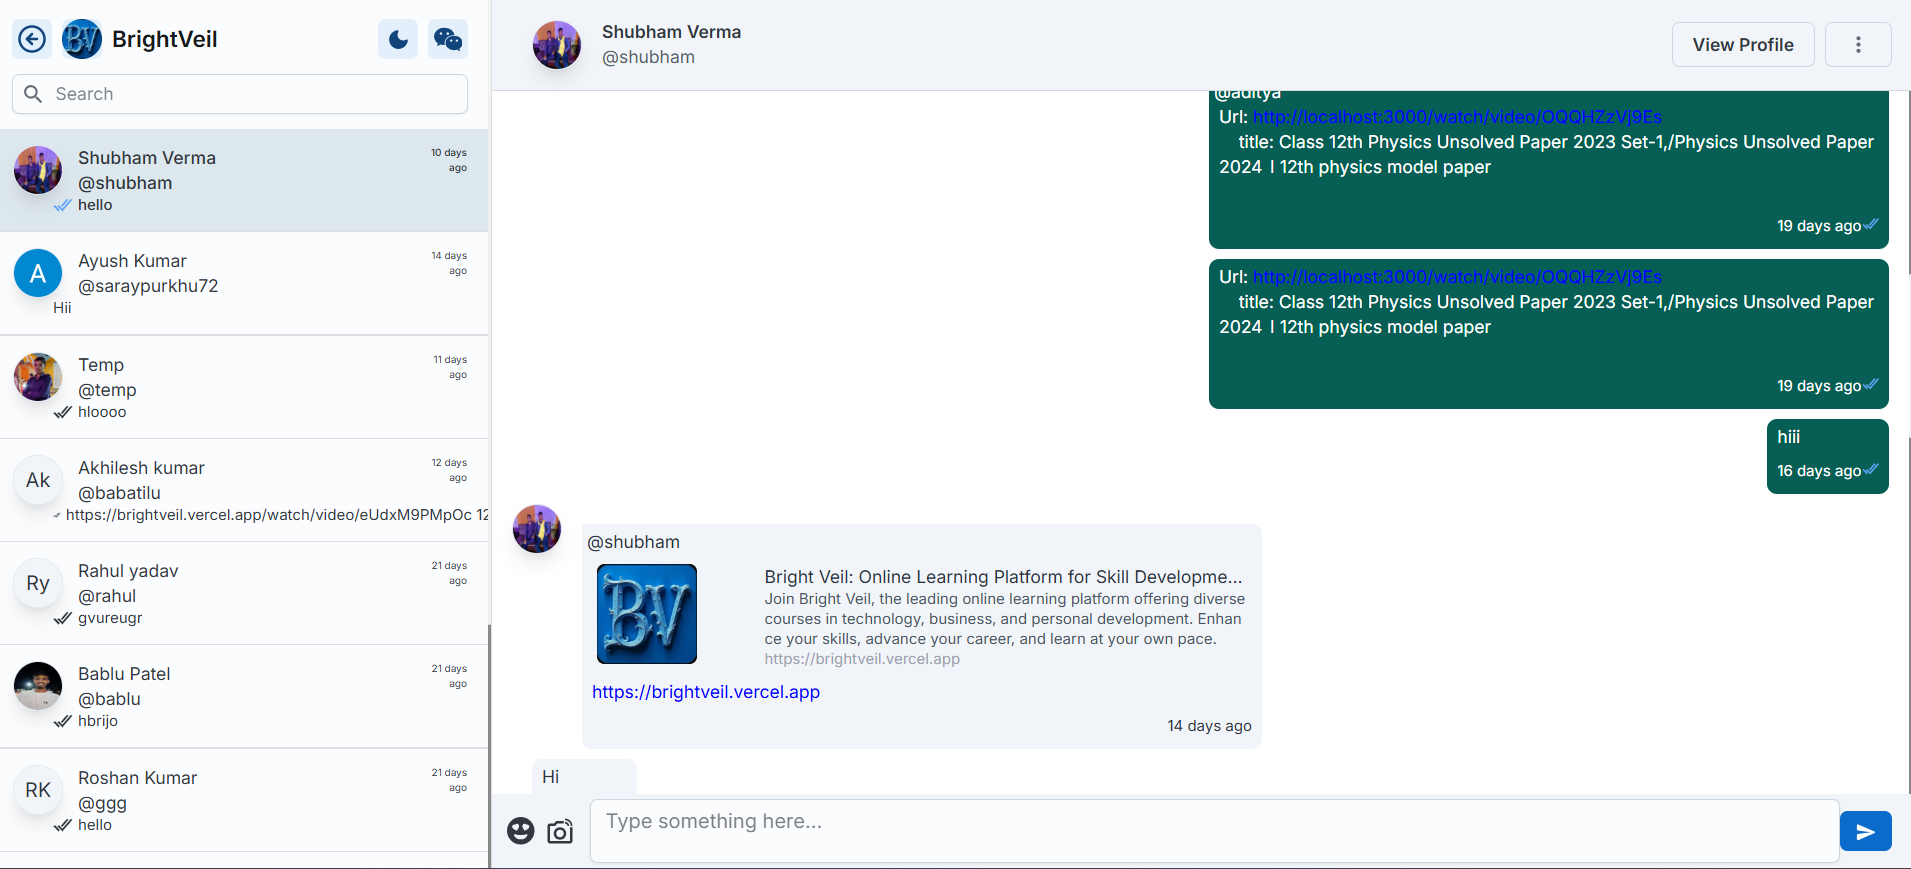 BV BrightVeil
Search
Shubham Verma
@shubham
hello
10 days
ago
Ayush Kumar
@saraypurkhu72
Hii
14 days
ago
A
Temp
@temp
hloooo
11 days
ago
Akhilesh kumar
@babatilu
https://brightveil.vercel.app/watch/video/eUdxM9PMpOc 12
12 days
ago
Ak
Rahul yadav
@rahul
gvureugr
21 days
ago
Ry
Bablu Patel
@bablu
hbrijo
21 days
ago
Roshan Kumar
@ggg
hello
21 days
ago
RK
Shubham Verma
@shubham
View Profile
@aditya
Url: http://localhost:3000/watch/video/OQQHZzVj9Es
title: Class 12th Physics Unsolved Paper 2023 Set-1,/Physics Unsolved Paper
2024 I 12th physics model paper
19 days ago
Url: http://localhost:3000/watch/video/OQQHZzVj9Es
title: Class 12th Physics Unsolved Paper 2023 Set-1,/Physics Unsolved Paper
2024 I 12th physics model paper
19 days ago
hiii
16 days ago
@shubham
BV
Bright Veil: Online Learning Platform for Skill Developme...
Join Bright Veil, the leading online learning platform offering diverse
courses in technology, business, and personal development. Enhan
ce your skills, advance your career, and learn at your own pace.
https://brightveil.vercel.app
https://brightveil.vercel.app
14 days ago
Hi
Type something here...